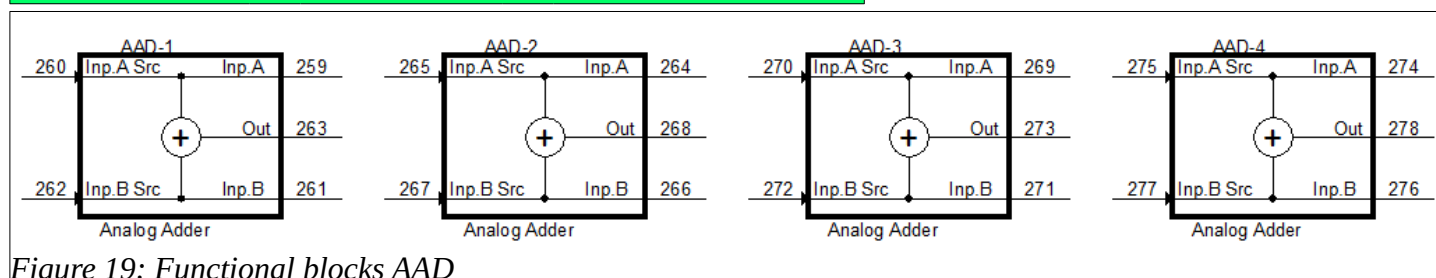 AAD-1 AAD-2 AAD-3 AAD-4
260 Inp.A Src Inp.A 259 265 Inp.A Src Inp.A 264 270 Inp.A Src Inp.A 269 275 Inp.A Src Inp.A 274
+ Out 263 + Out 268 + Out 273 + Out 278
262 Inp.B Src Inp.B 261 267 Inp.B Src Inp.B 266 272 Inp.B Src Inp.B 271 277 Inp.B Src Inp.B 276
Analog Adder Analog Adder Analog Adder Analog Adder
Figure 19: Functional blocks AAD